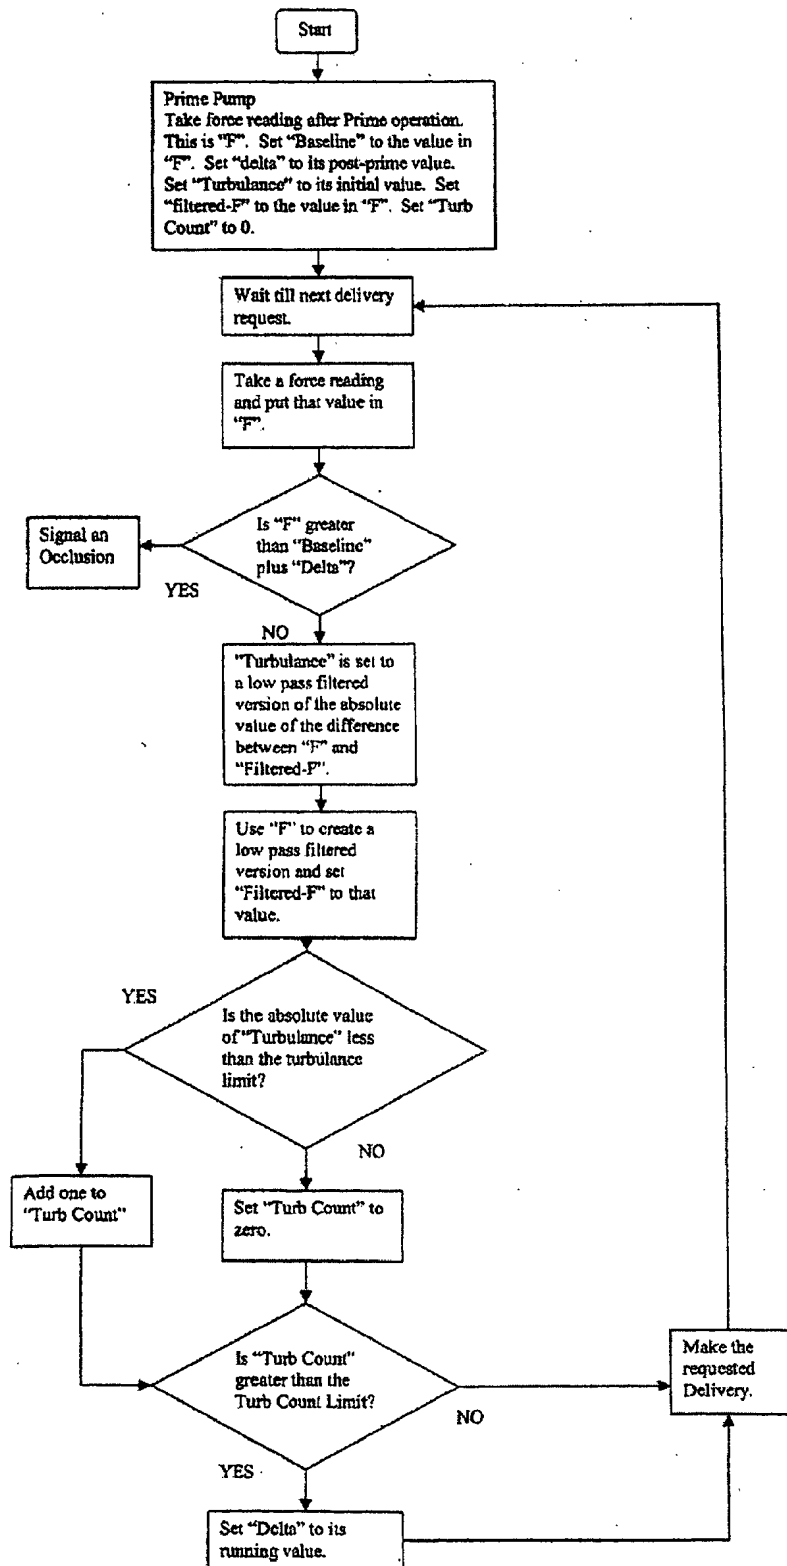 Start
Prime Pump
Take force reading after Prime operation.
This is "F". Set "Baseline" to the value in
"F". Set "delta" to its post-prime value.
Set "Turbulance" to its initial value. Set
"filtered-F" to the value in "F". Set "Turb
Count" to 0.
Wait till next delivery
request.
Take a force reading
and put that value in
"F".
Is "F" greater
than "Baseline"
plus "Delta"?
Signal an
Occlusion
YES
NO
"Turbulance" is set to
a low pass filtered
version of the absolute
value of the difference
between "F" and
"Filtered-F".
Use "F" to create a
low pass filtered
version and set
"Filtered-F" to that
value.
YES
Is the absolute value
of "Turbulance" less
than the turbulance
limit?
NO
Add one to
"Turb Count"
Set "Turb Count" to
zero.
Is "Turb Count"
greater than the
Turb Count Limit?
NO
Make the
requested
Delivery.
YES
Set "Delta" to its
running value.